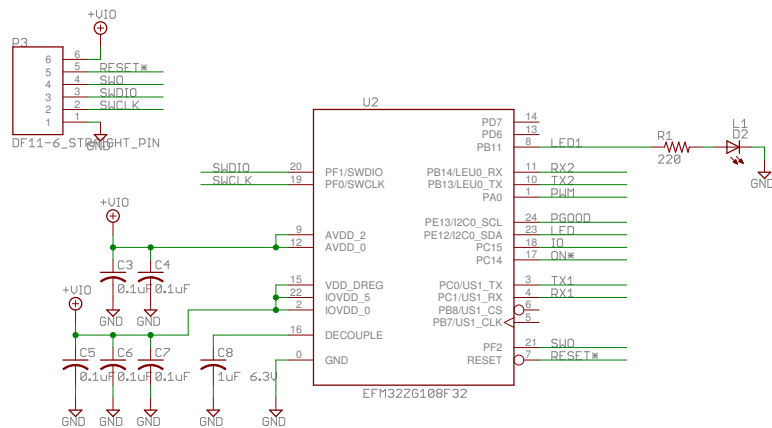 +VIO
P3
6 6
5 5 RESET*
4 4 SWO
3 3 SWDIO
2 2 SWCLK
1 1
GND
DF11-6_STRAIGHT_PIN
U2
PD7 14
PD6 13
PB11 8 LED1
R1
220
L1
D2
GND
SWDIO 20 PF1/SWDIO
SWCLK 19 PF0/SWCLK
PB14/LEU0_RX 11 RX2
PB13/LEU0_TX 10 TX2
PA0 1 PWM
+VIO
9 AVDD_2
12 AVDD_0
PE13/I2C0_SCL 24 PGOOD
PE12/I2C0_SDA 23 LED
PC15 18 IO
PC14 17 ON*
C3 C4
0.1uF 0.1uF
GND GND
15 VDD_DREG
22 IOVDD_5
2 IOVDD_0
PC0/US1_TX 3 TX1
PC1/US1_RX 4 RX1
PB8/US1_CS 6
PB7/US1_CLK 5
+VIO
16 DECOUPLE
0 GND
PF2 21 SWO
RESET 7 RESET*
C5 C6 C7 C8
0.1uF 0.1uF 0.1uF 1uF 6.3V
GND GND GND GND GND
EFM32ZG108F32